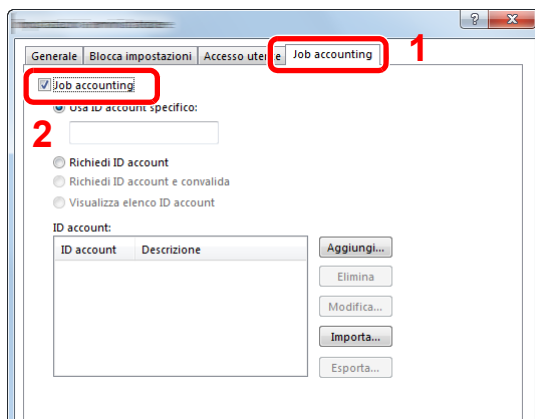 Generale Blocca impostazioni Accesso utente Job accounting 1
Job accounting
Usa ID account specifico:
2
Richiedi ID account
Richiedi ID account e convalida
Visualizza elenco ID account
ID account:
ID account Descrizione
Aggiungi...
Elimina
Modifica...
Importa...
Esporta...